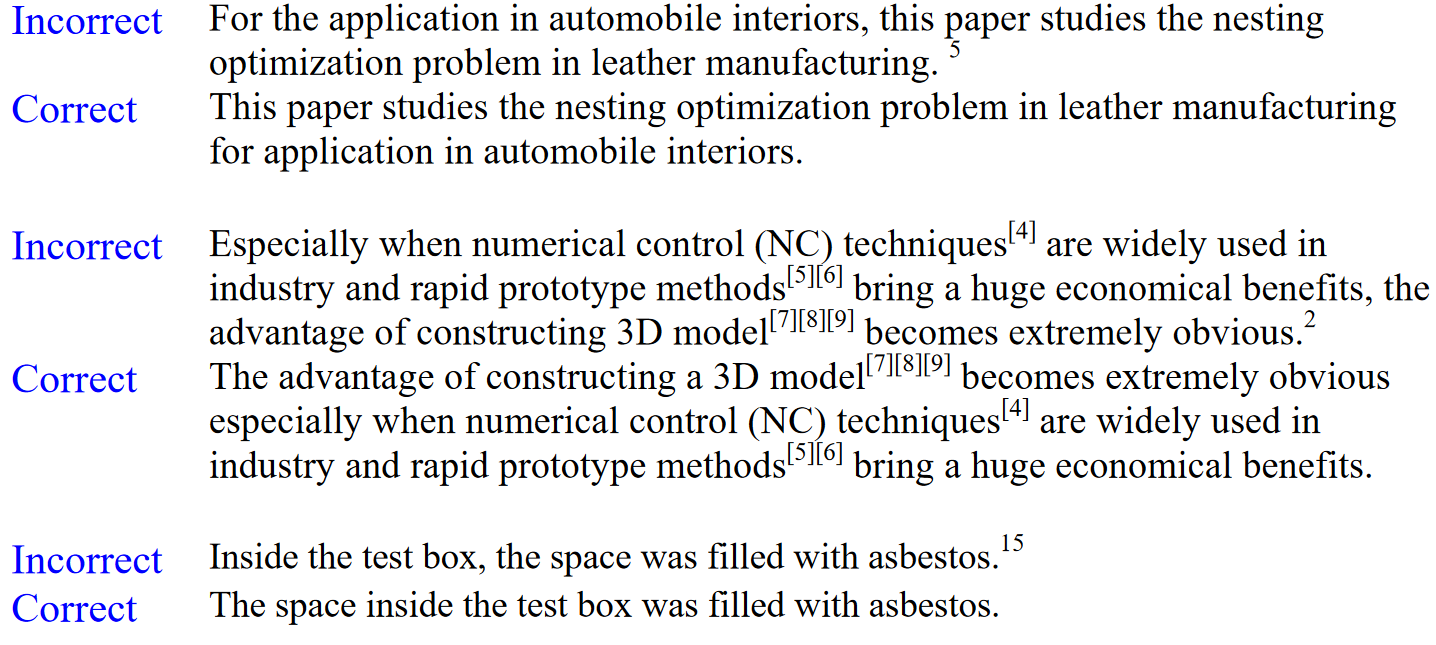 Incorrect For the application in automobile interiors, this paper studies the nesting
optimization problem in leather manufacturing. 5
Correct This paper studies the nesting optimization problem in leather manufacturing
for application in automobile interiors.
Incorrect Especially when numerical control (NC) techniques[4] are widely used in
industry and rapid prototype methods[5][6] bring a huge economical benefits, the
advantage of constructing 3D model[7][8][9] becomes extremely obvious.2
Correct The advantage of constructing a 3D model[7][8][9] becomes extremely obvious
especially when numerical control (NC) techniques[4] are widely used in
industry and rapid prototype methods[5][6] bring a huge economical benefits.
Incorrect Inside the test box, the space was filled with asbestos.15
Correct The space inside the test box was filled with asbestos.